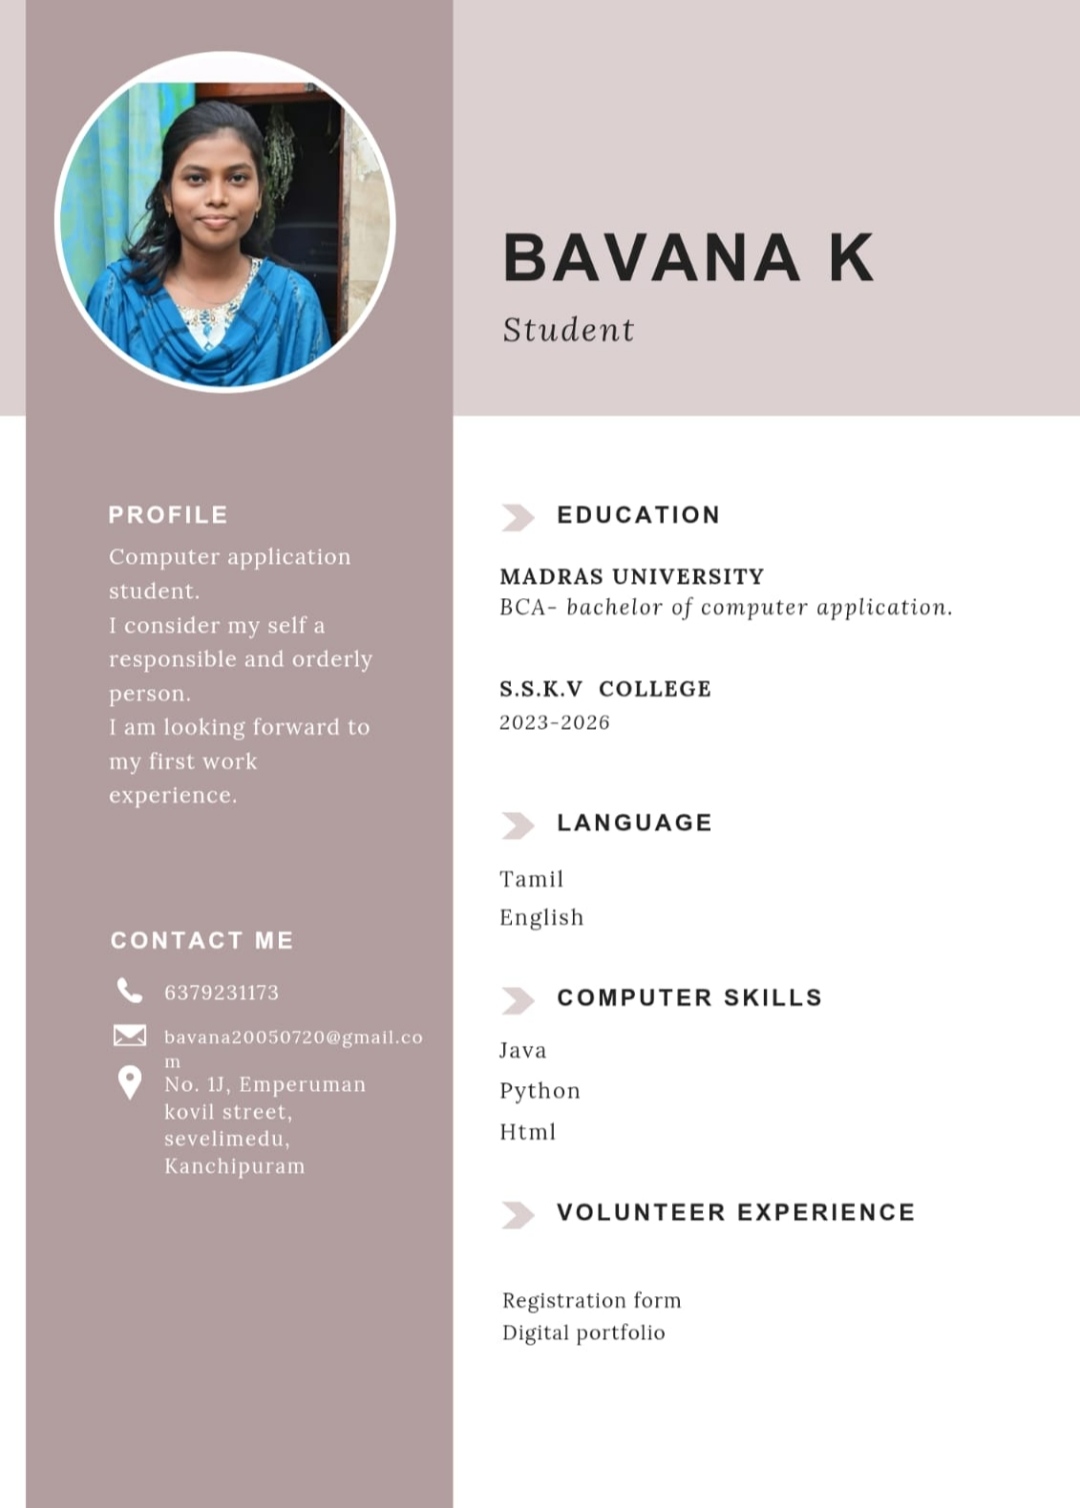 BAVANA K
Student
PROFILE
Computer application
student.
I consider my self a
responsible and orderly
person.
I am looking forward to
my first work
experience.
CONTACT ME
6379231173
bavana20050720@gmail.co
m
No. 1J, Emperuman
kovil street,
sevelimedu,
Kanchipuram
EDUCATION
MADRAS UNIVERSITY
BCA- bachelor of computer application.
S.S.K.V COLLEGE
2023-2026
LANGUAGE
Tamil
English
COMPUTER SKILLS
Java
Python
Html
VOLUNTEER EXPERIENCE
Registration form
Digital portfolio